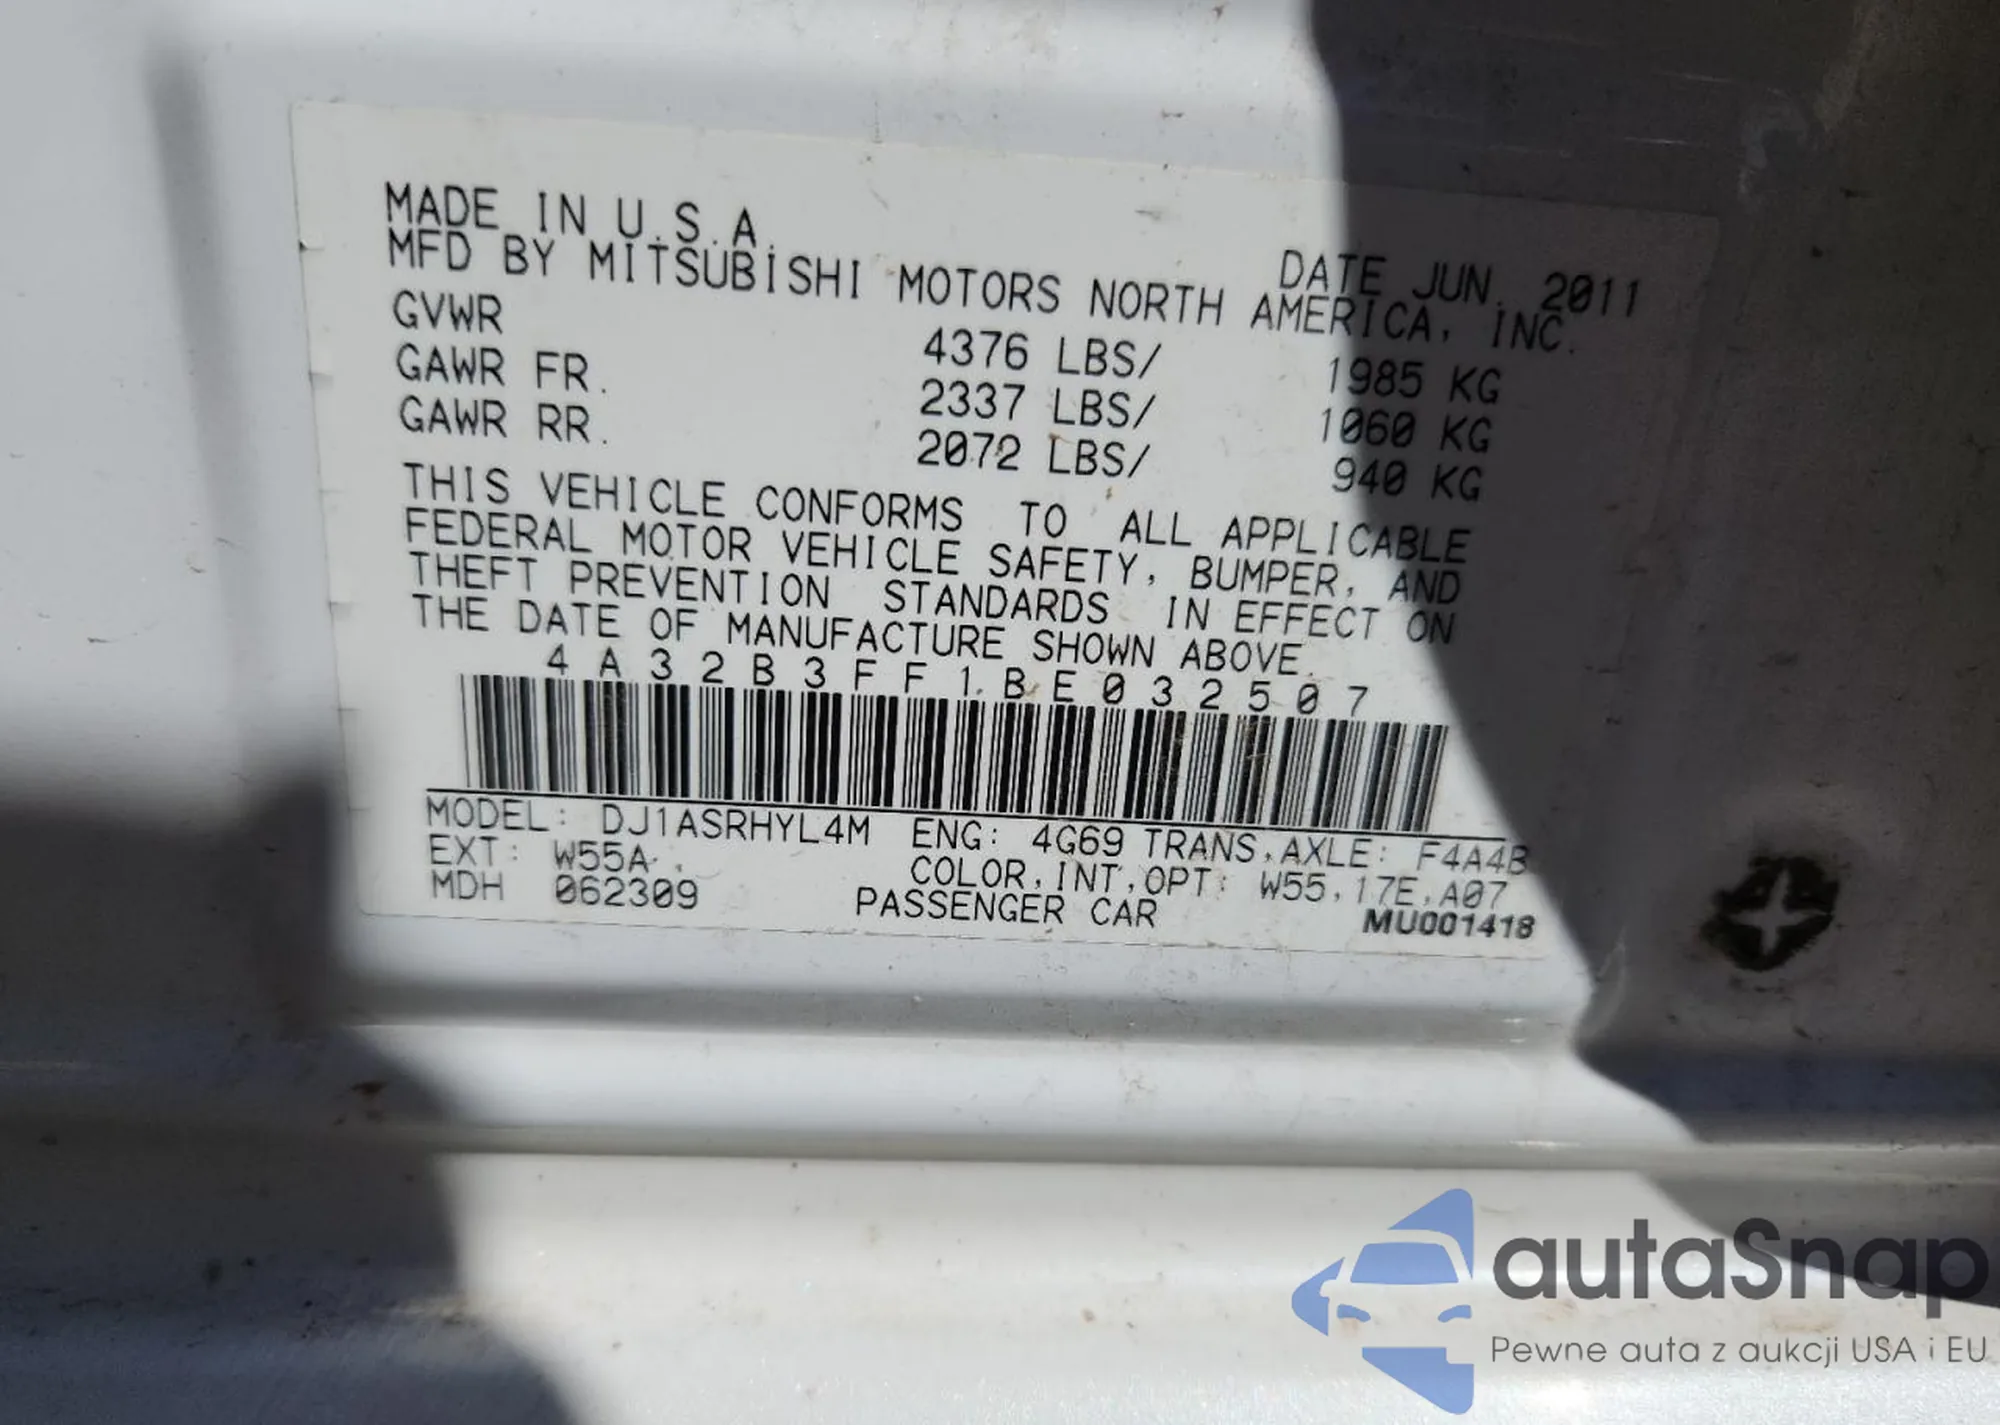 MADE IN U.S.A.
DATE JUN. 2011
MFD BY MITSUBISHI MOTORS NORTH AMERICA, INC.
GVWR 4376 LBS/ 1985 KG
GAWR FR. 2337 LBS/ 1060 KG
GAWR RR. 2072 LBS/ 940 KG
THIS VEHICLE CONFORMS TO ALL APPLICABLE
FEDERAL MOTOR VEHICLE SAFETY, BUMPER, AND
THEFT PREVENTION STANDARDS IN EFFECT ON
THE DATE OF MANUFACTURE SHOWN ABOVE.
4A32B3FF1BE032507
MODEL: DJ1ASRHYL4M ENG: 4G69 TRANS,AXLE: F4A4B
EXT: W55A COLOR,INT,OPT: W55,17E,A07
MDH 062309 PASSENGER CAR MU001418
autaSnap
Pewne auta z aukcji USA i EU